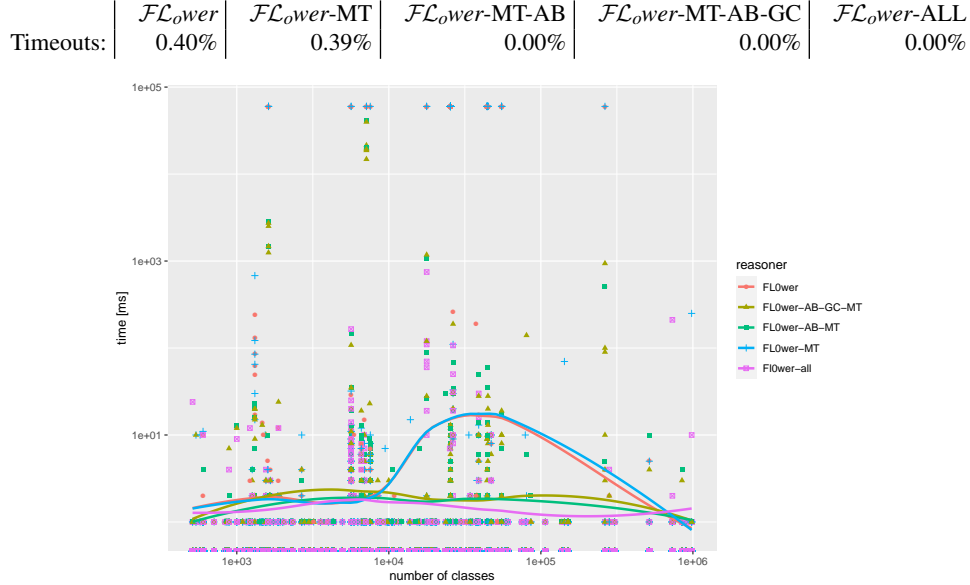 FLₒwer FLₒwer-MT FLₒwer-MT-AB FLₒwer-MT-AB-GC FLₒwer-ALL
Timeouts: 0.40% 0.39% 0.00% 0.00% 0.00%
1e+05
1e+03
1e+01
time [ms]
1e+03 1e+04 1e+05 1e+06
number of classes
reasoner
FL0wer
FL0wer−AB−GC−MT
FL0wer−AB−MT
FL0wer−MT
Fl0wer−all